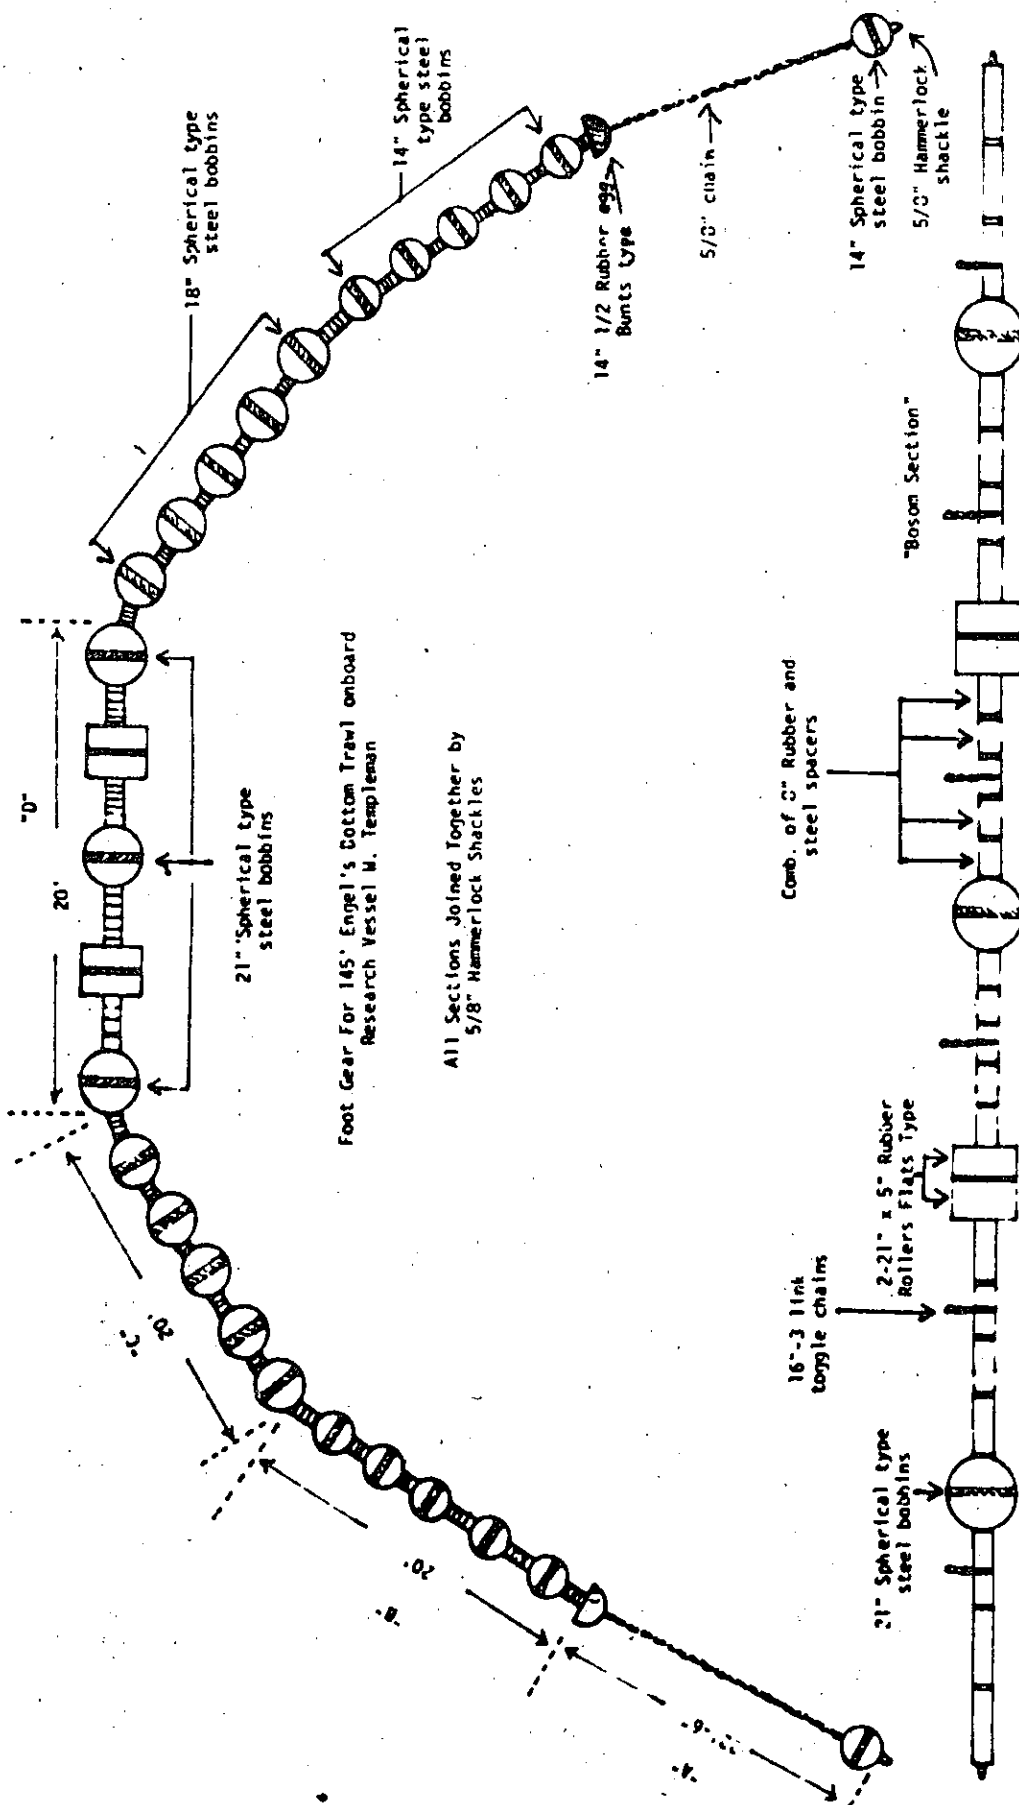 "D"
20'
18" Spherical type
steel bobbins
14" Spherical
type steel
bobbins
21" Spherical type
steel bobbins
Foot Gear For 145' Engel's Bottom Trawl onboard
Research Vessel W. Templeman
All Sections Joined Together by
5/8" Hammerlock Shackles
14" 1/2 Rubber egg
Bunts type
5/8" chain
14" Spherical type
steel bobbin
5/8" Hammerlock
shackle
"C"
20'
"B"
20'
"A"
"Bosom Section"
Comb. of 8" Rubber and
steel spacers
16"-3 link
toggle chains
2-21" x 5" Rubber
Rollers Flats Type
21" Spherical type
steel bobbins